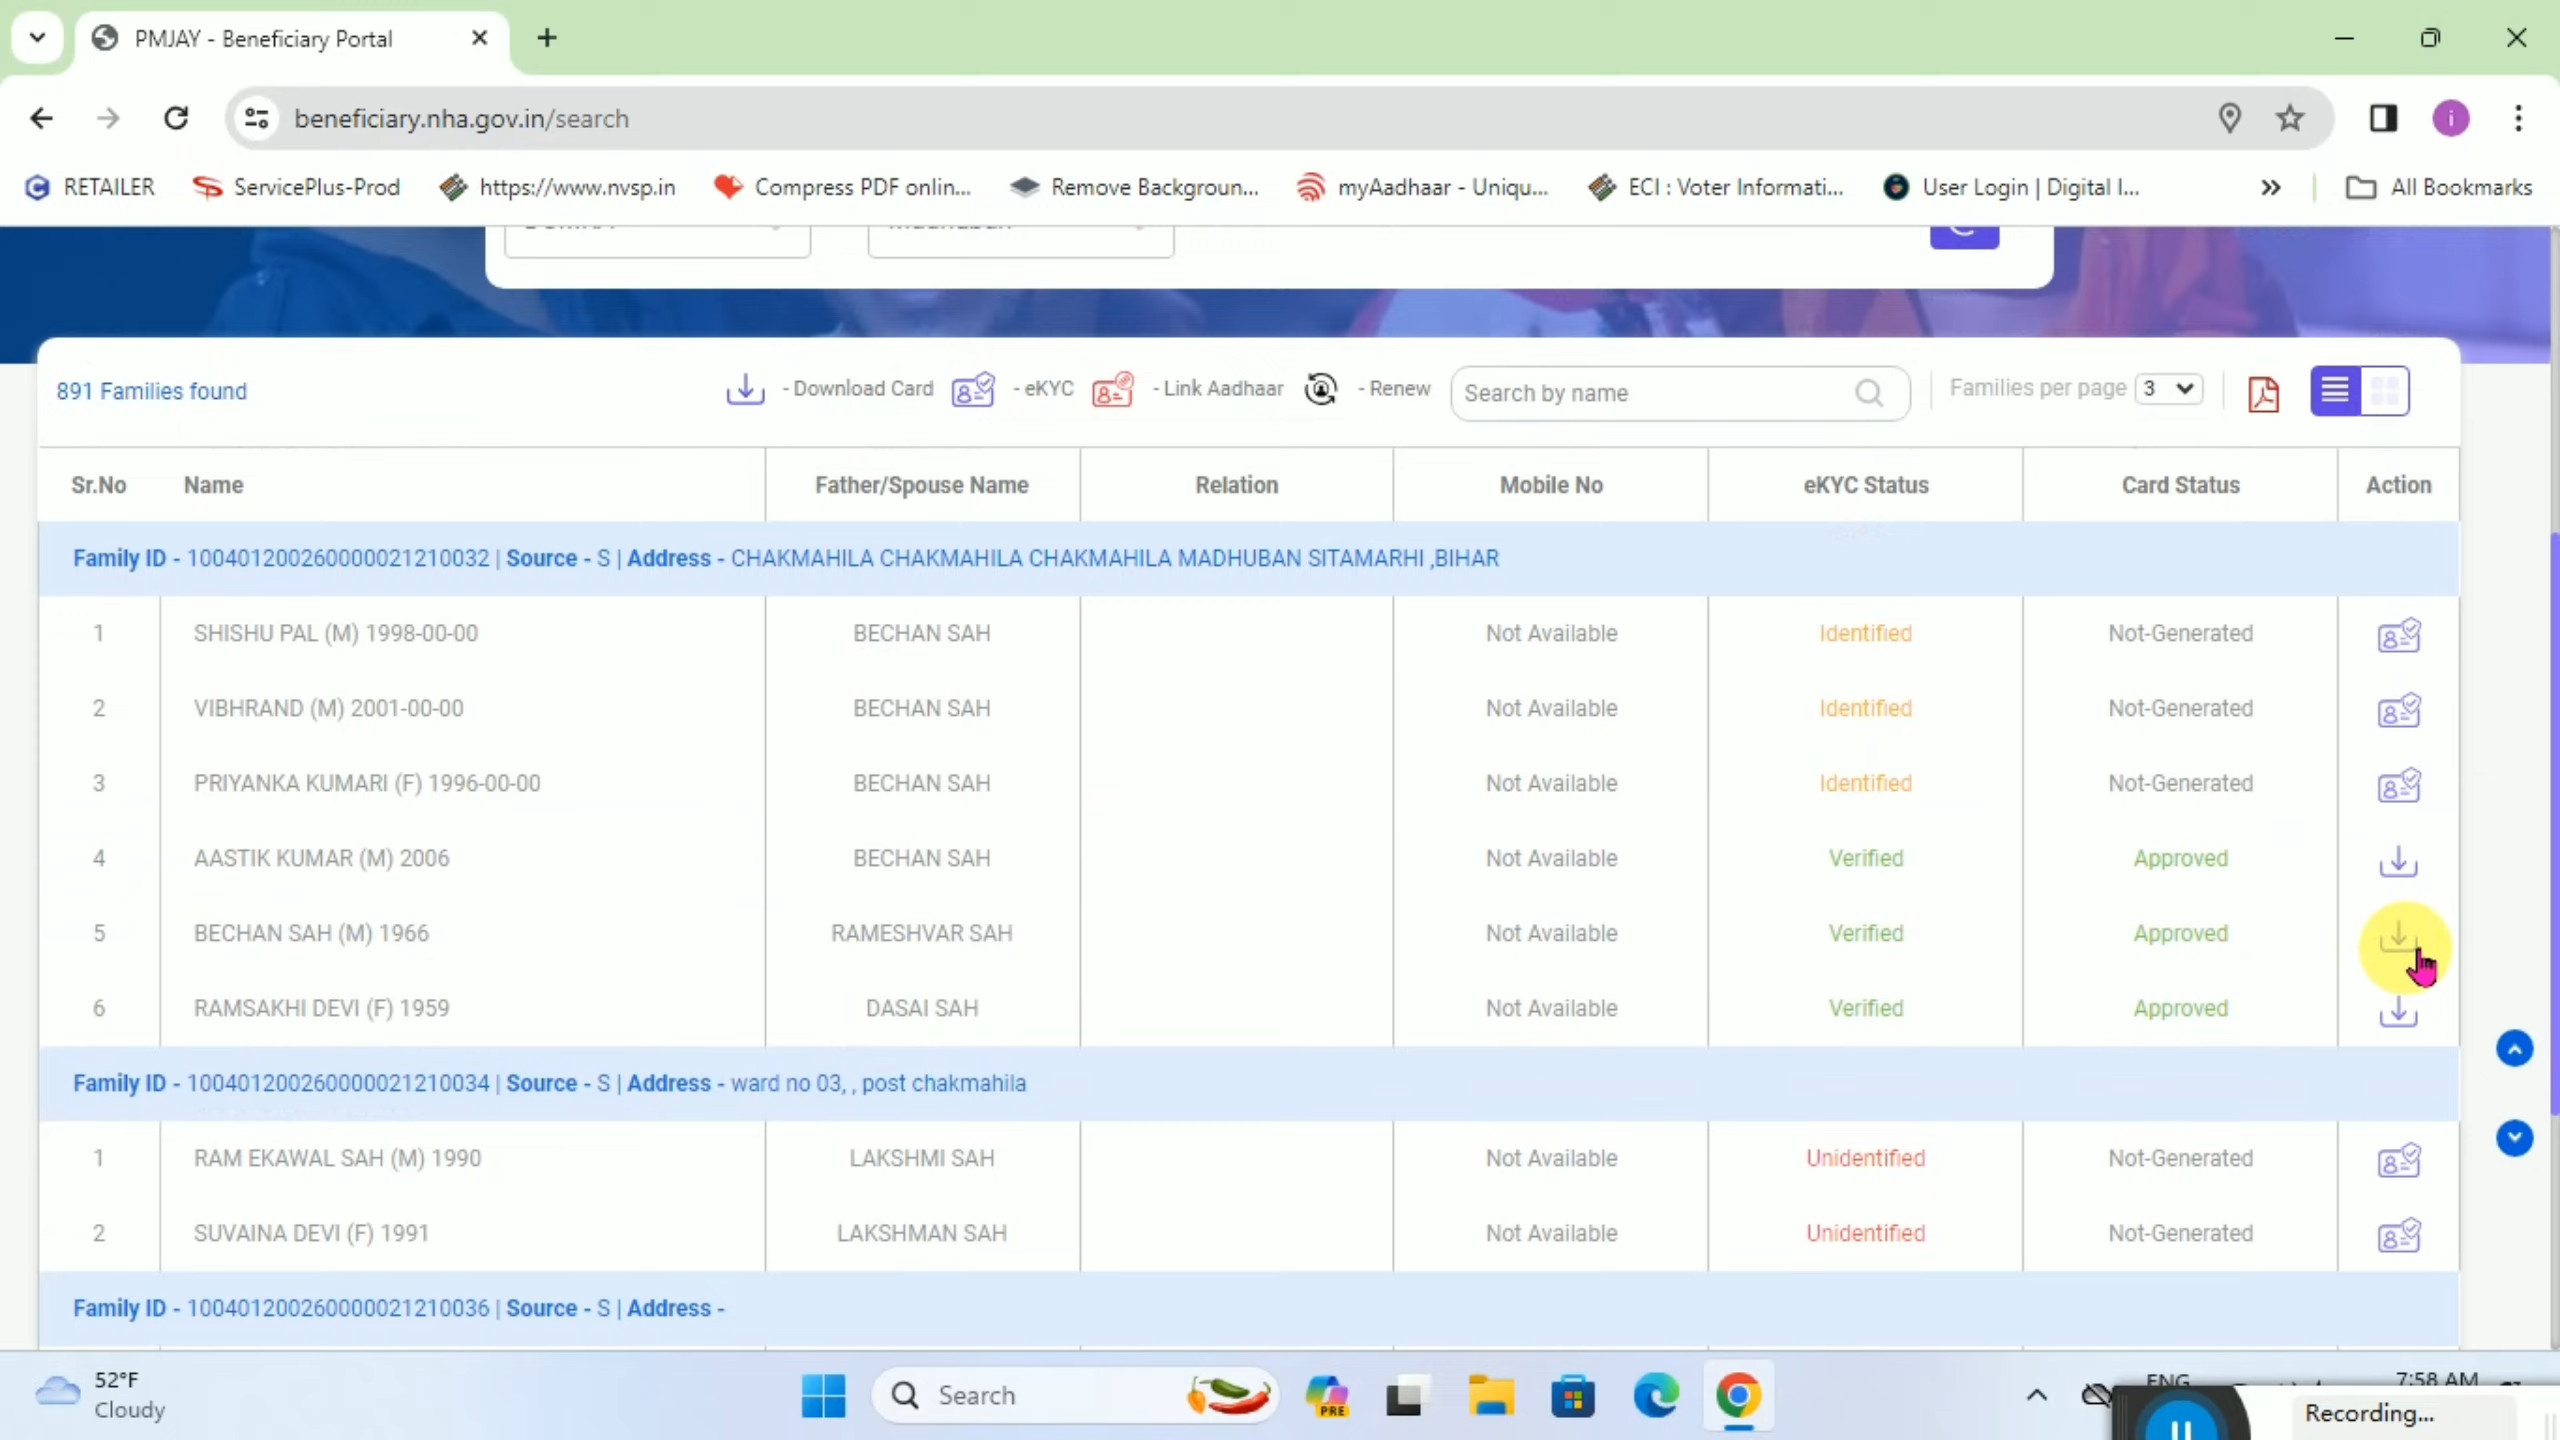 PMJAY - Beneficiary Portal
beneficiary.nha.gov.in/search
RETAILER ServicePlus-Prod https://www.nvsp.in Compress PDF onlin... Remove Backgroun... myAadhaar - Uniqu... ECI : Voter Informati... User Login | Digital I... All Bookmarks
891 Families found - Download Card - eKYC - Link Aadhaar - Renew Search by name Families per page 3
Sr.No Name Father/Spouse Name Relation Mobile No eKYC Status Card Status Action
Family ID - 100401200260000021210032 | Source - S | Address - CHAKMAHILA CHAKMAHILA CHAKMAHILA MADHUBAN SITAMARHI ,BIHAR
1 SHISHU PAL (M) 1998-00-00 BECHAN SAH Not Available Identified Not-Generated
2 VIBHRAND (M) 2001-00-00 BECHAN SAH Not Available Identified Not-Generated
3 PRIYANKA KUMARI (F) 1996-00-00 BECHAN SAH Not Available Identified Not-Generated
4 AASTIK KUMAR (M) 2006 BECHAN SAH Not Available Verified Approved
5 BECHAN SAH (M) 1966 RAMESHVAR SAH Not Available Verified Approved
6 RAMSAKHI DEVI (F) 1959 DASAI SAH Not Available Verified Approved
Family ID - 100401200260000021210034 | Source - S | Address - ward no 03, , post chakmahila
1 RAM EKAWAL SAH (M) 1990 LAKSHMI SAH Not Available Unidentified Not-Generated
2 SUVAINA DEVI (F) 1991 LAKSHMAN SAH Not Available Unidentified Not-Generated
Family ID - 100401200260000021210036 | Source - S | Address -
52°F
Cloudy
Search
PRE
ENG
7:58 AM
Recording...